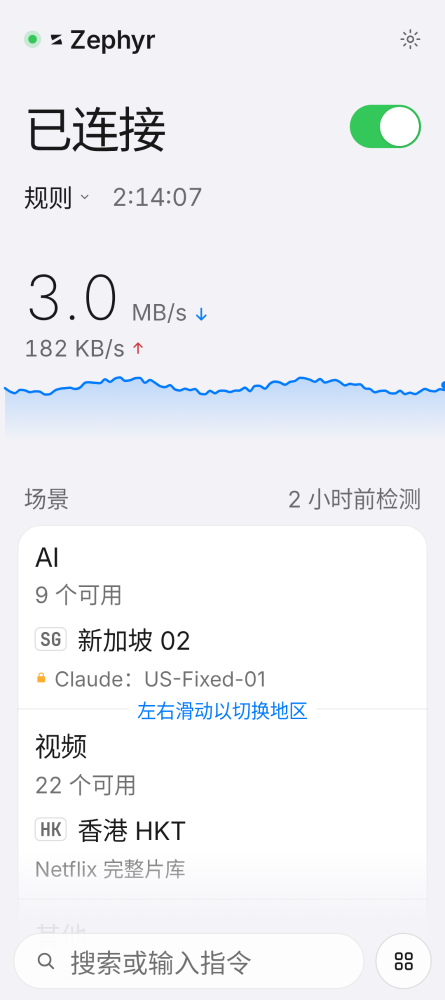 Zephyr
已连接
规则 2:14:07
3.0 MB/s ↓
182 KB/s ↑
场景 2 小时前检测
AI
9 个可用
SG 新加坡 02
Claude：US-Fixed-01
左右滑动以切换地区
视频
22 个可用
HK 香港 HKT
Netflix 完整片库
其他
搜索或输入指令